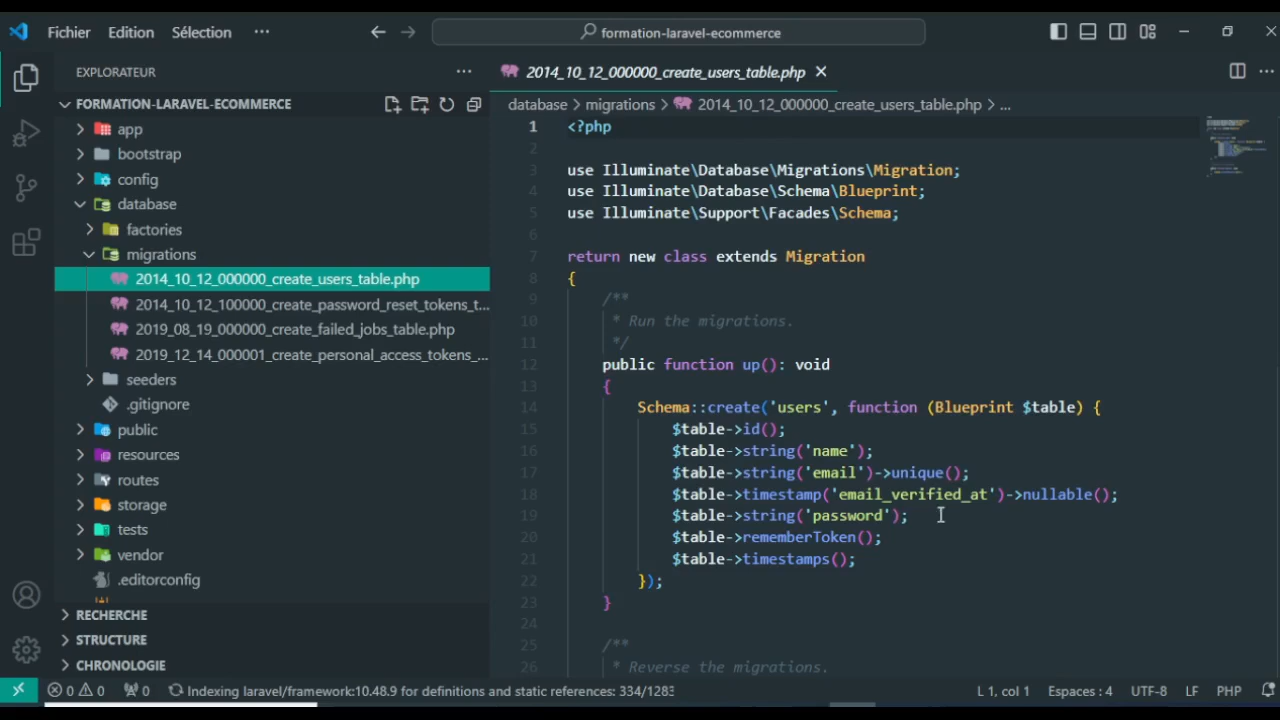 Fichier Edition Sélection ··· formation-laravel-ecommerce
EXPLORATEUR
FORMATION-LARAVEL-ECOMMERCE
app
bootstrap
config
database
factories
migrations
2014_10_12_000000_create_users_table.php
2014_10_12_100000_create_password_reset_tokens_t...
2019_08_19_000000_create_failed_jobs_table.php
2019_12_14_000001_create_personal_access_tokens_...
seeders
.gitignore
public
resources
routes
storage
tests
vendor
.editorconfig
RECHERCHE
STRUCTURE
CHRONOLOGIE
2014_10_12_000000_create_users_table.php
database > migrations > 2014_10_12_000000_create_users_table.php > ...
1 <?php
2
3 use Illuminate\Database\Migrations\Migration;
4 use Illuminate\Database\Schema\Blueprint;
5 use Illuminate\Support\Facades\Schema;
6
7 return new class extends Migration
8 {
9 /**
10 * Run the migrations.
11 */
12 public function up(): void
13 {
14 Schema::create('users', function (Blueprint $table) {
15 $table->id();
16 $table->string('name');
17 $table->string('email')->unique();
18 $table->timestamp('email_verified_at')->nullable();
19 $table->string('password');
20 $table->rememberToken();
21 $table->timestamps();
22 });
23 }
24
25 /**
26 * Reverse the migrations.
0 0 0 Indexing laravel/framework:10.48.9 for definitions and static references: 334/1283 L 1, col 1 Espaces : 4 UTF-8 LF PHP